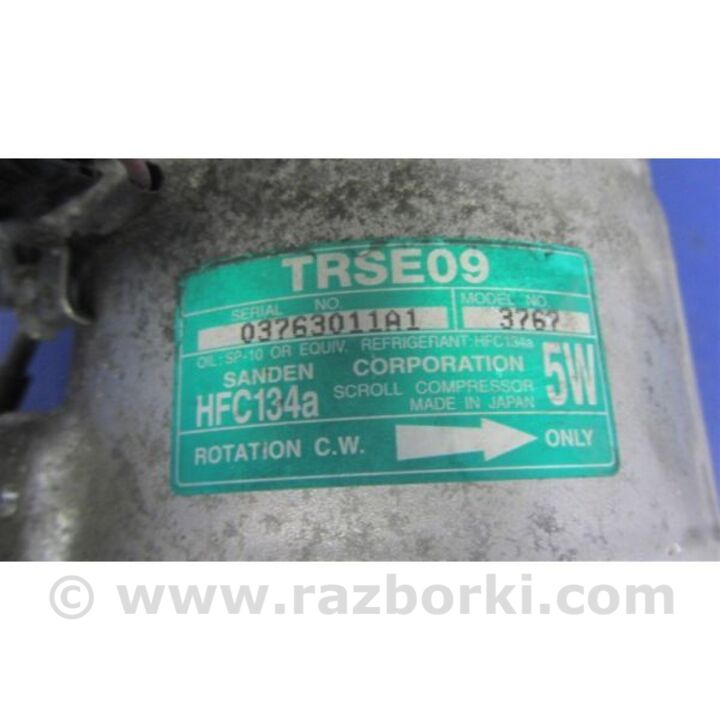 TRSE09
SERIAL NO. MODEL NO.
03763011A1 3767
OIL:SP-10 OR EQUIV. REFRIGERANT:HFC134a
SANDEN CORPORATION
HFC134a SCROLL COMPRESSOR 5W
MADE IN JAPAN
ROTATION C.W. ONLY
© www.razborki.com